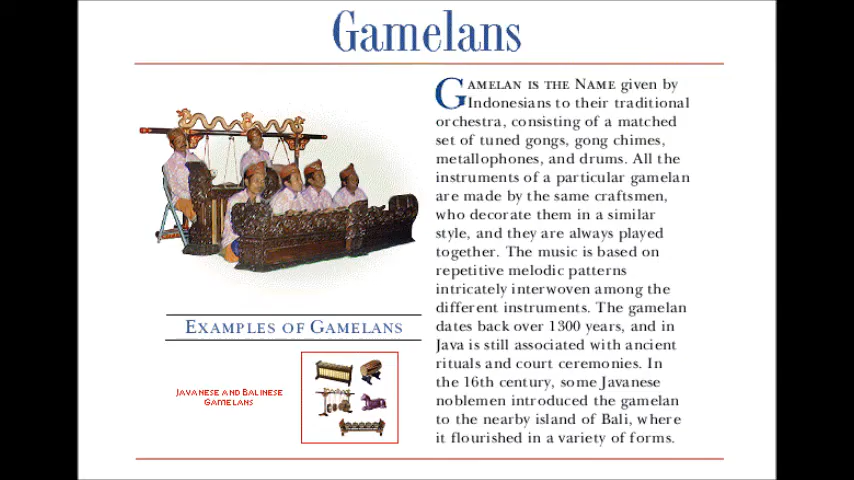 Gamelans
GAMELAN IS THE NAME given by
Indonesians to their traditional
orchestra, consisting of a matched
set of tuned gongs, gong chimes,
metallophones, and drums. All the
instruments of a particular gamelan
are made by the same craftsmen,
who decorate them in a similar
style, and they are always played
together. The music is based on
repetitive melodic patterns
intricately interwoven among the
different instruments. The gamelan
dates back over 1300 years, and in
Java is still associated with ancient
rituals and court ceremonies. In
the 16th century, some Javanese
noblemen introduced the gamelan
to the nearby island of Bali, where
it flourished in a variety of forms.
EXAMPLES OF GAMELANS
JAVANESE AND BALINESE
GAMELANS